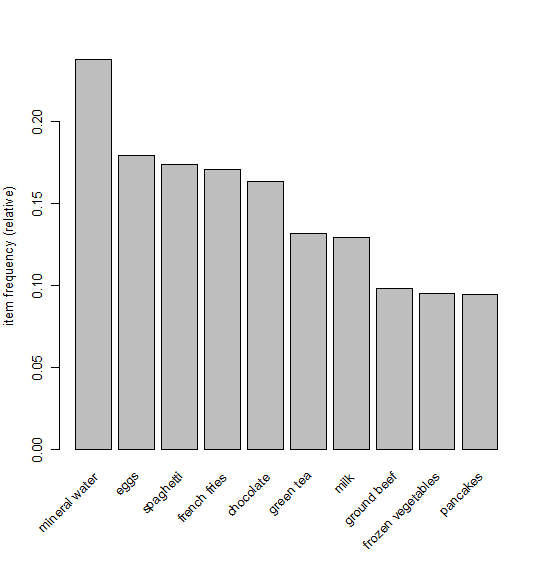 item frequency (relative)
0.20
0.15
0.10
0.05
0.00
mineral water
eggs
spaghetti
french fries
chocolate
green tea
milk
ground beef
frozen vegetables
pancakes